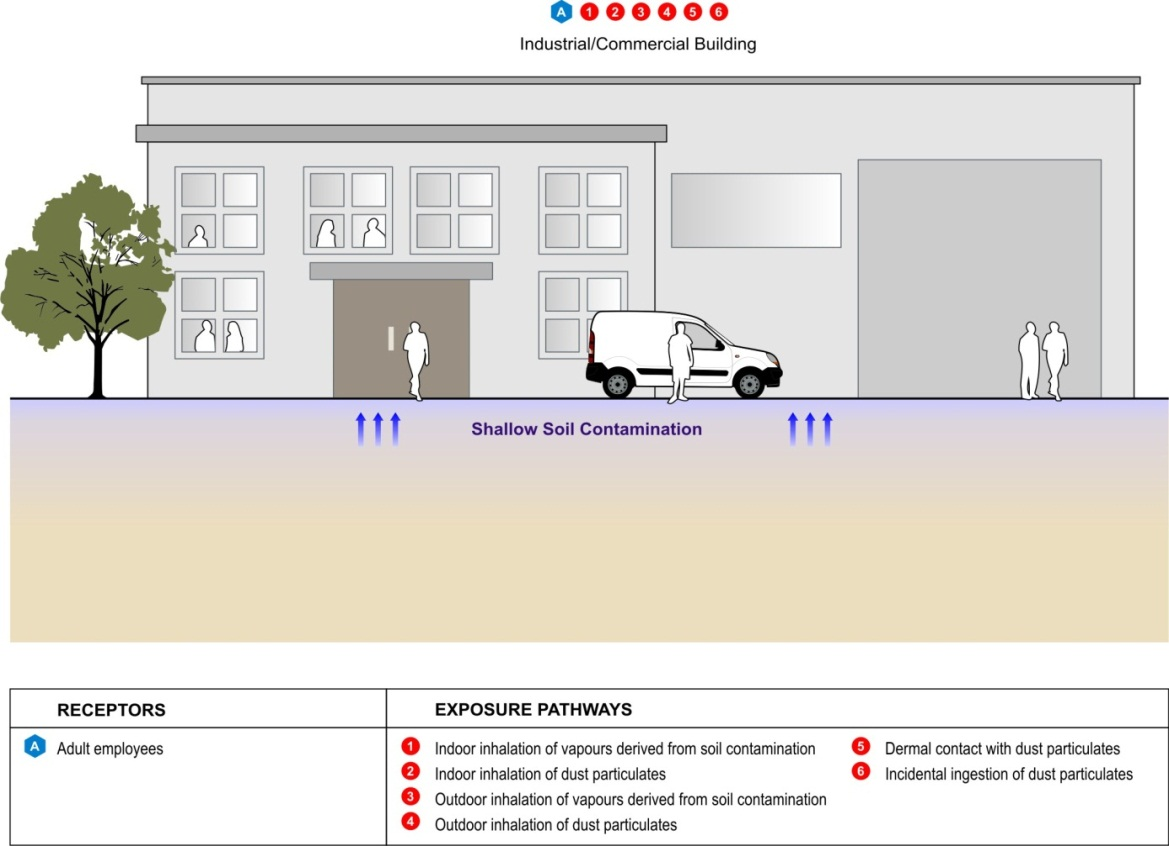 A 1 2 3 4 5 6
Industrial/Commercial Building
Shallow Soil Contamination
RECEPTORS
A Adult employees
EXPOSURE PATHWAYS
1 Indoor inhalation of vapours derived from soil contamination
2 Indoor inhalation of dust particulates
3 Outdoor inhalation of vapours derived from soil contamination
4 Outdoor inhalation of dust particulates
5 Dermal contact with dust particulates
6 Incidental ingestion of dust particulates